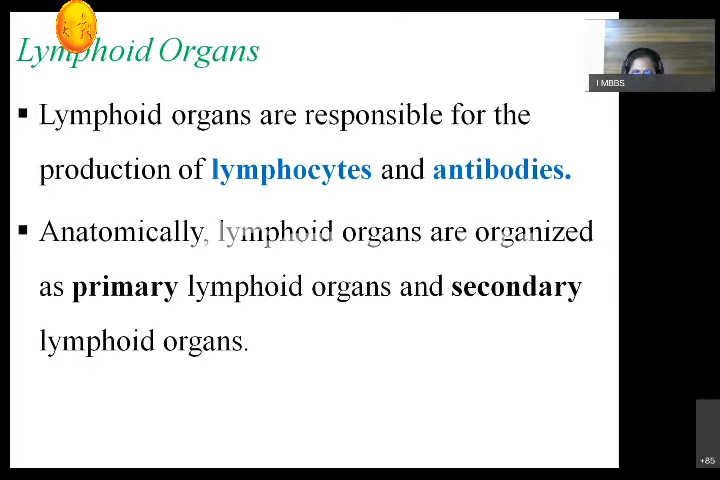 Lymphoid Organs
I MBBS
▪ Lymphoid organs are responsible for the
production of lymphocytes and antibodies.
▪ Anatomically, lymphoid organs are organized
as primary lymphoid organs and secondary
lymphoid organs.
+85